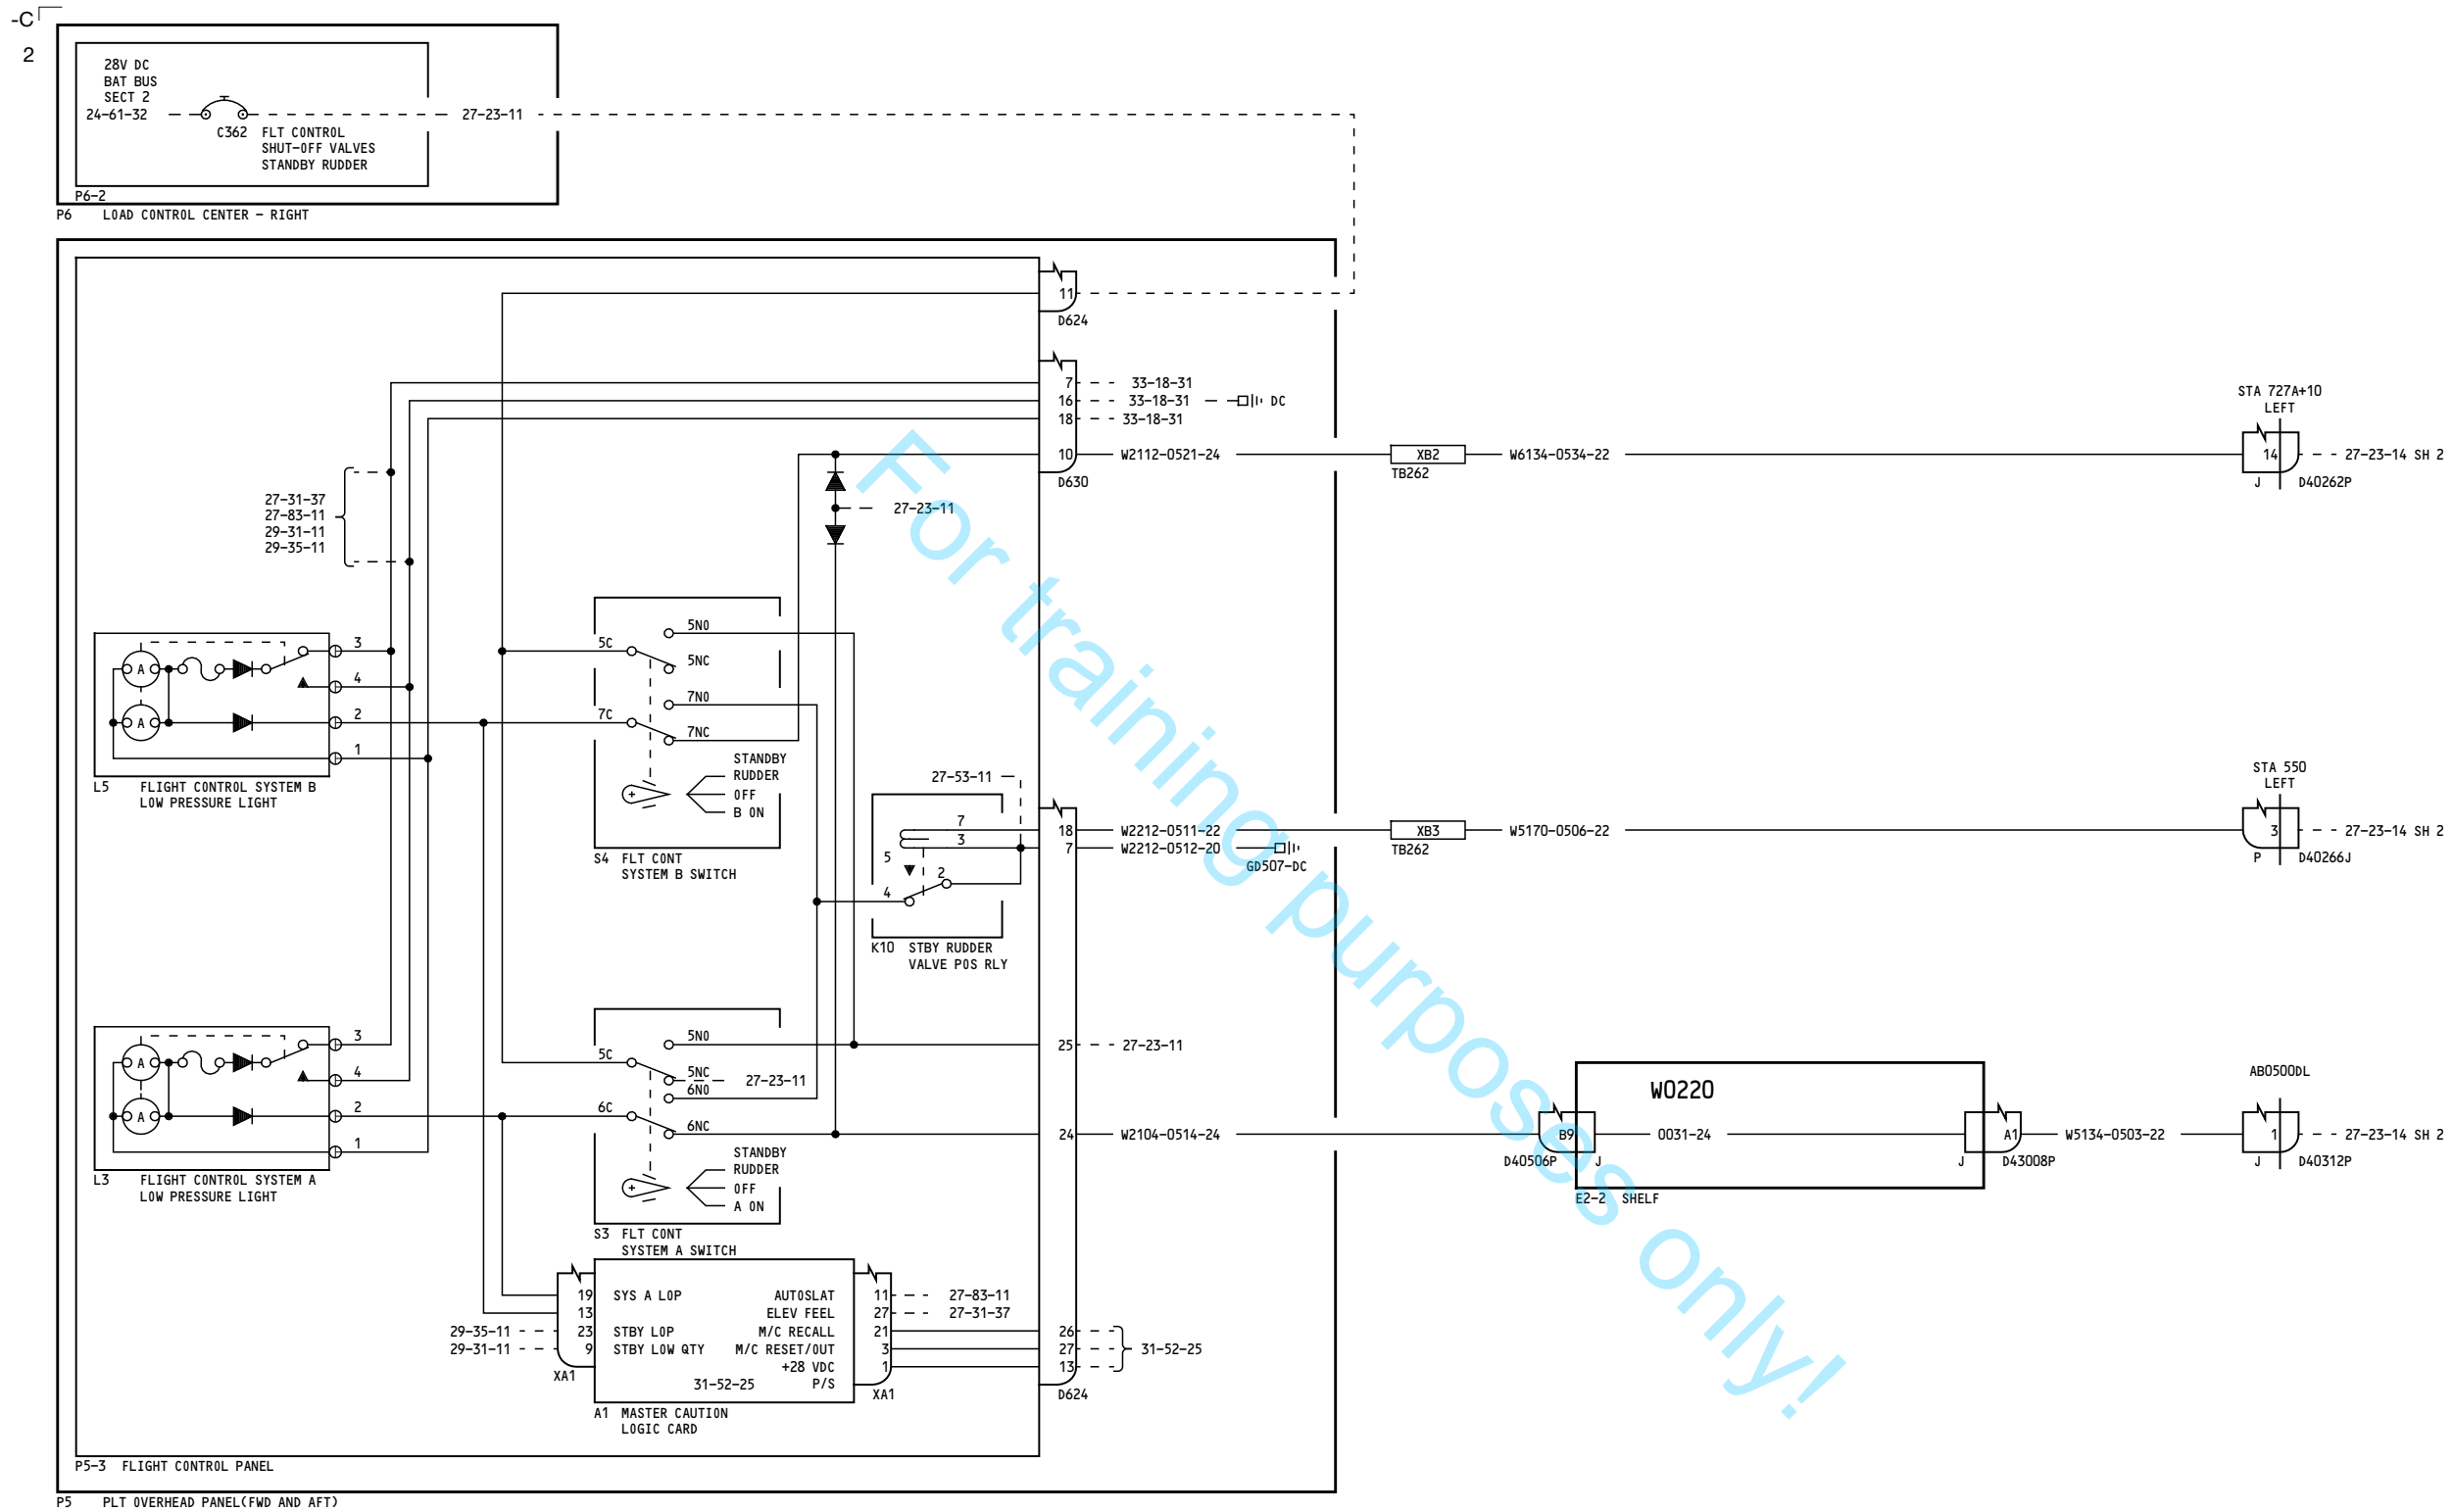 -C
2
28V DC
BAT BUS
SECT 2
24-61-32
27-23-11
C362 FLT CONTROL
SHUT-OFF VALVES
STANDBY RUDDER
P6-2
P6 LOAD CONTROL CENTER - RIGHT
11
D624
7 33-18-31
16 33-18-31 DC
18 33-18-31
10 W2112-0521-24
D630
XB2
TB262
W6134-0534-22
STA 727A+10
LEFT
14
J D40262P
27-23-14 SH 2
27-31-37
27-83-11
29-31-11
29-35-11
27-23-11
A
A
3
4
2
1
L5 FLIGHT CONTROL SYSTEM B
LOW PRESSURE LIGHT
5C
5NO
5NC
7NO
7C
7NC
STANDBY
RUDDER
OFF
B ON
S4 FLT CONT
SYSTEM B SWITCH
27-53-11
7
3
5
2
4
K10 STBY RUDDER
VALVE POS RLY
18 W2212-0511-22
7 W2212-0512-20
GD507-DC
XB3
TB262
W5170-0506-22
STA 550
LEFT
3
P D40266J
27-23-14 SH 2
A
A
3
4
2
1
L3 FLIGHT CONTROL SYSTEM A
LOW PRESSURE LIGHT
5NO
5C
5NC
27-23-11
6NO
6C
6NC
STANDBY
RUDDER
OFF
A ON
S3 FLT CONT
SYSTEM A SWITCH
25 27-23-11
24 W2104-0514-24
W0220
B9
D40506P J
0031-24
A1
J D43008P
E2-2 SHELF
W5134-0503-22
AB0500DL
1
J D40312P
27-23-14 SH 2
19 SYS A LOP AUTOSLAT 11 27-83-11
13 ELEV FEEL 27 27-31-37
29-35-11 23 STBY LOP M/C RECALL 21
29-31-11 9 STBY LOW QTY M/C RESET/OUT 3
+28 VDC 1
XA1
31-52-25 P/S
XA1
A1 MASTER CAUTION
LOGIC CARD
26
27
13
31-52-25
D624
P5-3 FLIGHT CONTROL PANEL
P5 PLT OVERHEAD PANEL(FWD AND AFT)
For training purposes only!